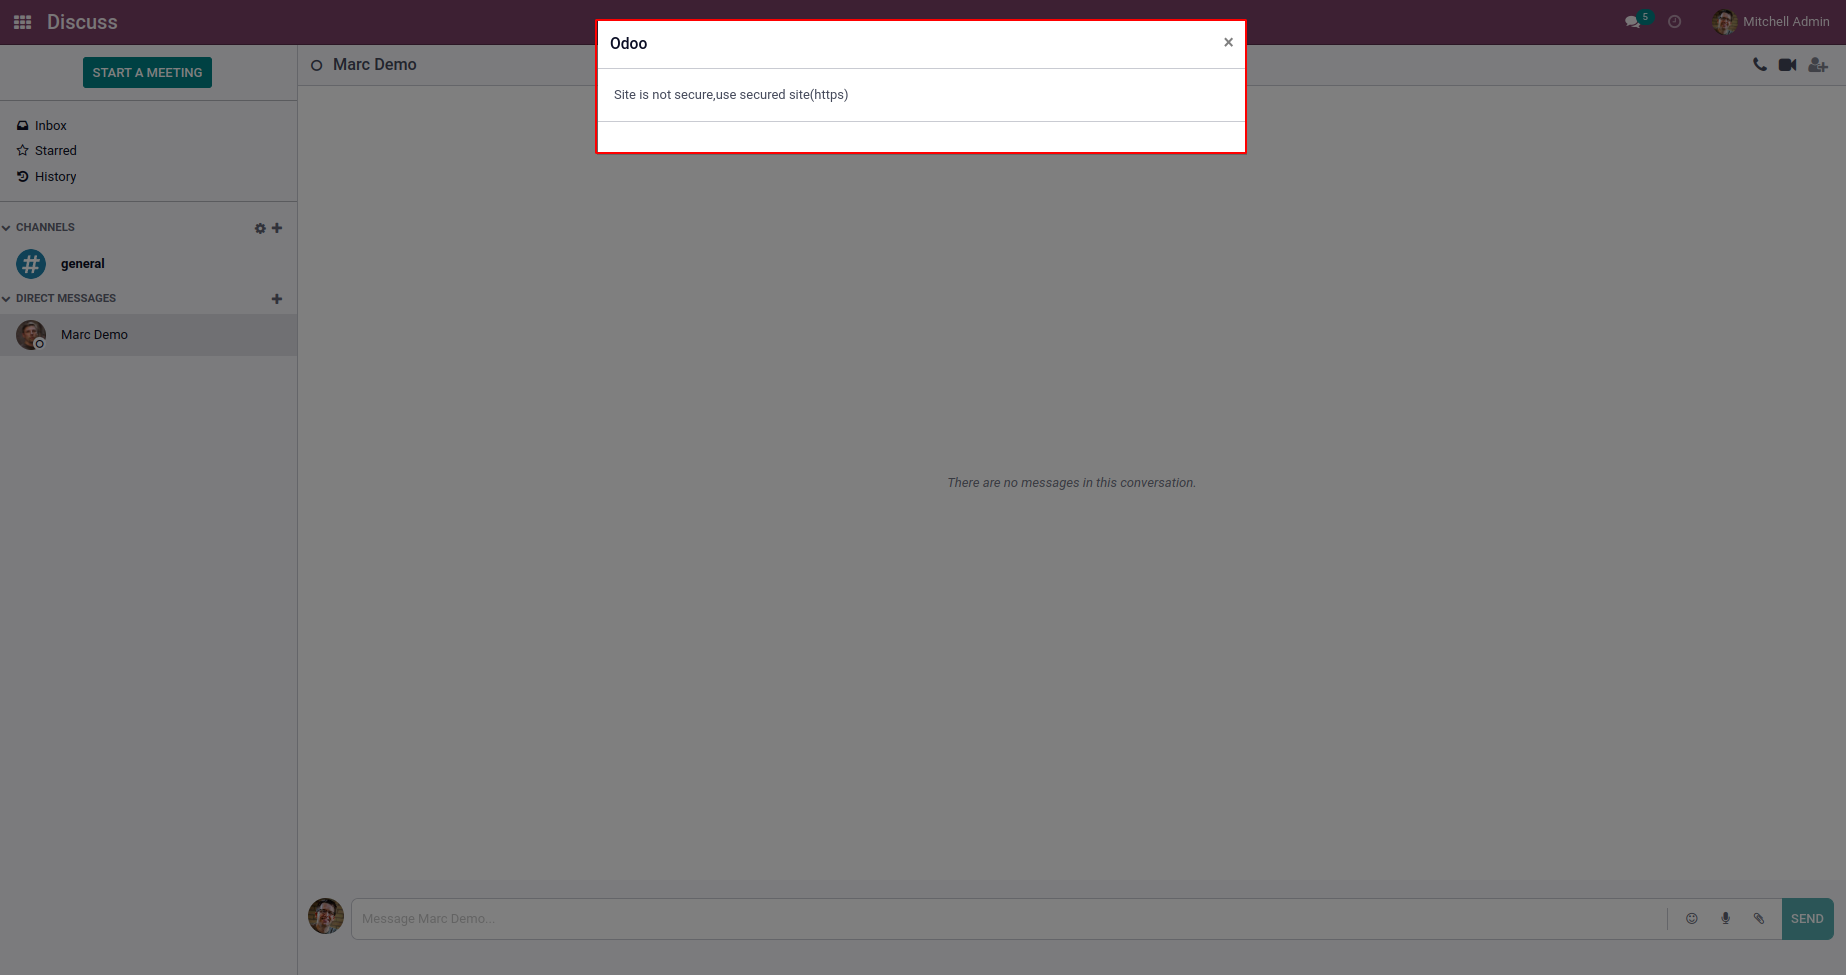 Discuss
5
Mitchell Admin
Odoo
×
Site is not secure,use secured site(https)
START A MEETING
Marc Demo
Inbox
Starred
History
CHANNELS
general
DIRECT MESSAGES
Marc Demo
There are no messages in this conversation.
Message Marc Demo...
SEND